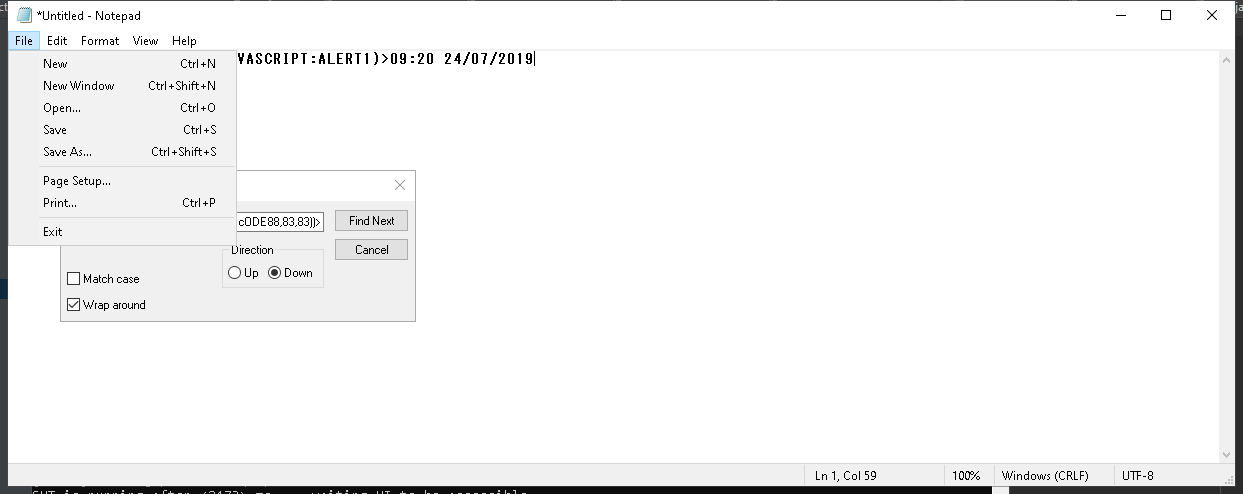 *Untitled - Notepad
File Edit Format View Help
VASCRIPT:ALERT1)>09:20 24/07/2019
New Ctrl+N
New Window Ctrl+Shift+N
Open... Ctrl+O
Save Ctrl+S
Save As... Ctrl+Shift+S
Page Setup...
Print... Ctrl+P
Exit
cODE88,83,83))>
Find Next
Direction
Cancel
Up Down
Match case
Wrap around
Ln 1, Col 59 100% Windows (CRLF) UTF-8